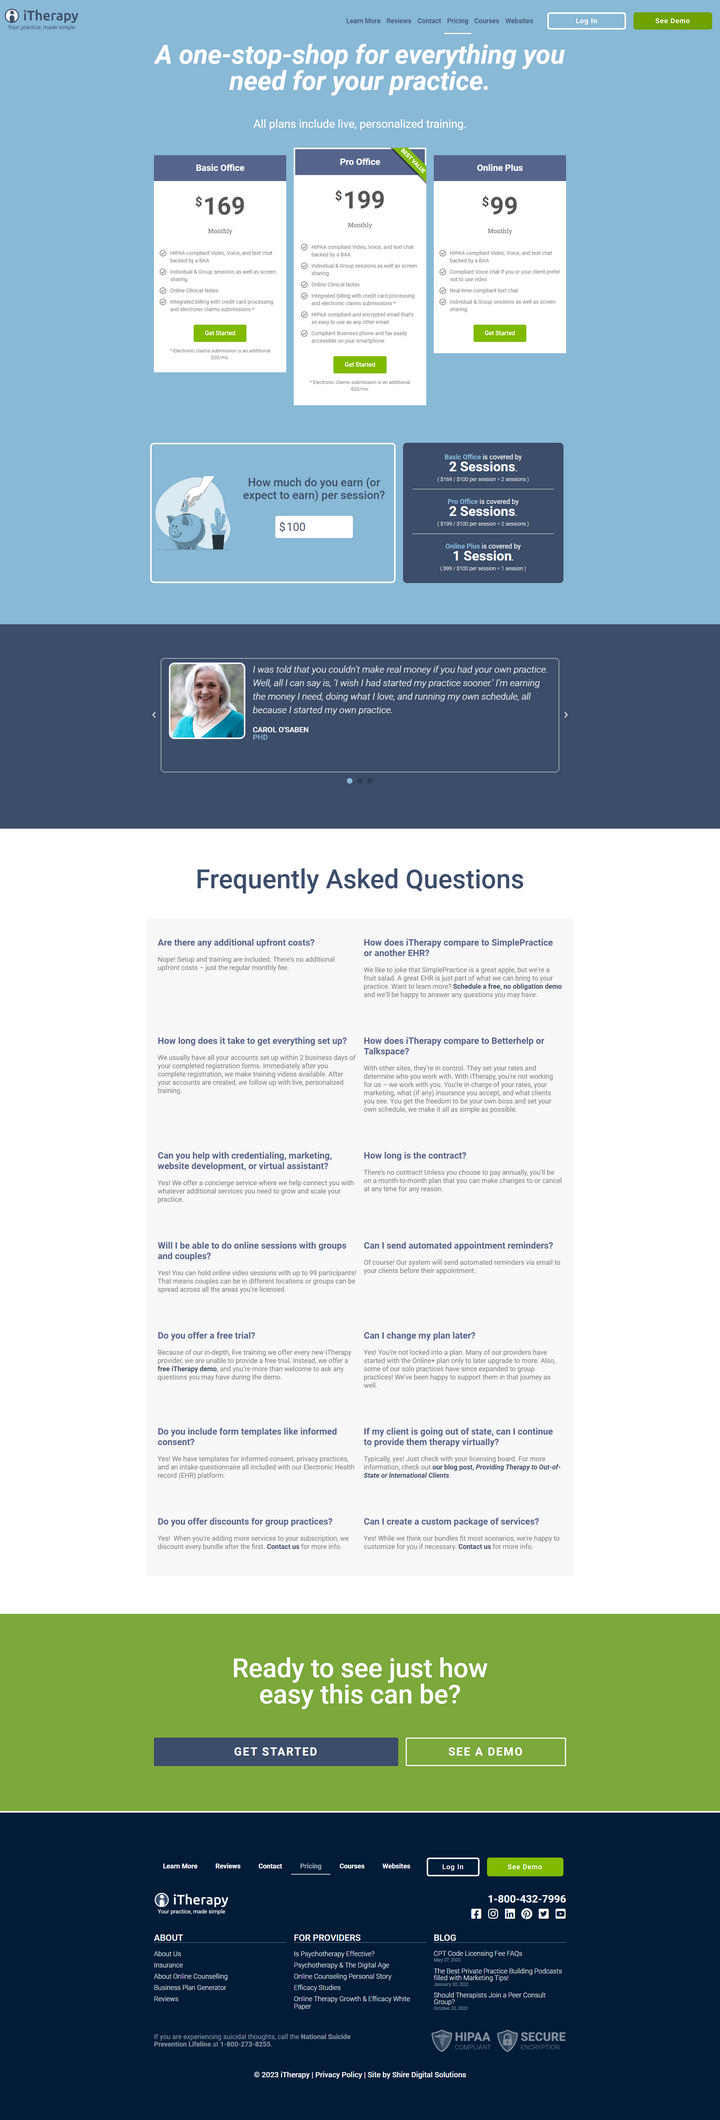 iTherapy
Your practice, made simple
Learn More Reviews Contact Pricing Courses Websites Log In See Demo
A one-stop-shop for everything you
need for your practice.
All plans include live, personalized training.
Basic Office
$169
Monthly
HIPAA-compliant Video, Voice, and text chat
backed by a BAA
Individual & Group sessions as well as screen
sharing
Online Clinical Notes
Integrated billing with credit card processing
and electronic claims submissions *
Get Started
* Electronic claims submission is an additional
$20/mo.
Pro Office
BEST VALUE
$199
Monthly
HIPAA compliant Video, Voice, and text chat
backed by a BAA
Individual & Group sessions as well as screen
sharing
Online Clinical Notes
Integrated billing with credit card processing
and electronic claims submissions *
HIPAA compliant and encrypted email that's
as easy to use as any other email
Compliant Business phone and fax easily
accessible on your smartphone
Get Started
* Electronic claims submission is an additional
$20/mo.
Online Plus
$99
Monthly
HIPAA compliant Video, Voice, and text chat
backed by a BAA
Compliant Voice chat if you or your client prefer
not to use video
Real-time compliant text chat
Individual & Group sessions as well as screen
sharing
Get Started
How much do you earn (or
expect to earn) per session?
$100
Basic Office is covered by
2 Sessions.
( $169 / $100 per session = 2 sessions )
Pro Office is covered by
2 Sessions.
( $199 / $100 per session = 2 sessions )
Online Plus is covered by
1 Session.
( $99 / $100 per session = 1 session )
I was told that you couldn't make real money if you had your own practice.
Well, all I can say is, 'I wish I had started my practice sooner.' I'm earning
the money I need, doing what I love, and running my own schedule, all
because I started my own practice.
CAROL O'SABEN
PHD
Frequently Asked Questions
Are there any additional upfront costs?
Nope! Setup and training are included. There's no additional
upfront costs – just the regular monthly fee.
How does iTherapy compare to SimplePractice
or another EHR?
We like to joke that SimplePractice is a great apple, but we're a
fruit salad. A great EHR is just part of what we can bring to your
practice. Want to learn more? Schedule a free, no obligation demo
and we'll be happy to answer any questions you may have.
How long does it take to get everything set up?
We usually have all your accounts set up within 2 business days of
your completed registration forms. Immediately after you
complete registration, we make training videos available. After
your accounts are created, we follow up with live, personalized
training.
How does iTherapy compare to Betterhelp or
Talkspace?
With other sites, they're in control. They set your rates and
determine who you work with. With iTherapy, you're not working
for us – we work with you. You're in charge of your rates, your
marketing, what (if any) insurance you accept, and what clients
you see. You get the freedom to be your own boss and set your
own schedule, we make it all as simple as possible.
Can you help with credentialing, marketing,
website development, or virtual assistant?
Yes! We offer a concierge service where we help connect you with
whatever additional services you need to grow and scale your
practice.
How long is the contract?
There's no contract! Unless you choose to pay annually, you'll be
on a month-to-month plan that you can make changes to or cancel
at any time for any reason.
Will I be able to do online sessions with groups
and couples?
Yes! You can hold online video sessions with up to 99 participants!
That means couples can be in different locations or groups can be
spread across all the areas you're licensed.
Can I send automated appointment reminders?
Of course! Our system will send automated reminders via email to
your clients before their appointment.
Do you offer a free trial?
Because of our in-depth, live training we offer every new iTherapy
provider, we are unable to provide a free trial. Instead, we offer a
free iTherapy demo, and you're more than welcome to ask any
questions you may have during the demo.
Can I change my plan later?
Yes! You're not locked into a plan. Many of our providers have
started with the Online+ plan only to later upgrade to more. Also,
some of our solo practices have since expanded to group
practices! We've been happy to support them in that journey as
well.
Do you include form templates like informed
consent?
Yes! We have templates for informed consent, privacy practices,
and an intake questionnaire all included with our Electronic Health
record (EHR) platform.
If my client is going out of state, can I continue
to provide them therapy virtually?
Typically, yes! Just check with your licensing board. For more
information, check out our blog post, Providing Therapy to Out-of-
State or International Clients.
Do you offer discounts for group practices?
Yes! When you're adding more services to your subscription, we
discount every bundle after the first. Contact us for more info.
Can I create a custom package of services?
Yes! While we think our bundles fit most scenarios, we're happy to
customize for you if necessary. Contact us for more info.
Ready to see just how
easy this can be?
GET STARTED SEE A DEMO
Learn More Reviews Contact Pricing Courses Websites Log In See Demo
iTherapy
Your practice, made simple
1-800-432-7996
ABOUT
About Us
Insurance
About Online Counselling
Business Plan Generator
Reviews
FOR PROVIDERS
Is Psychotherapy Effective?
Psychotherapy & The Digital Age
Online Counseling Personal Story
Efficacy Studies
Online Therapy Growth & Efficacy White
Paper
BLOG
CPT Code Licensing Fee FAQs
May 27, 2022
The Best Private Practice Building Podcasts
filled with Marketing Tips!
January 30, 2021
Should Therapists Join a Peer Consult
Group?
October 22, 2020
If you are experiencing suicidal thoughts, call the National Suicide
Prevention Lifeline at 1-800-273-8255.
HIPAA
COMPLIANT
SECURE
ENCRYPTION
© 2023 iTherapy | Privacy Policy | Site by Shire Digital Solutions